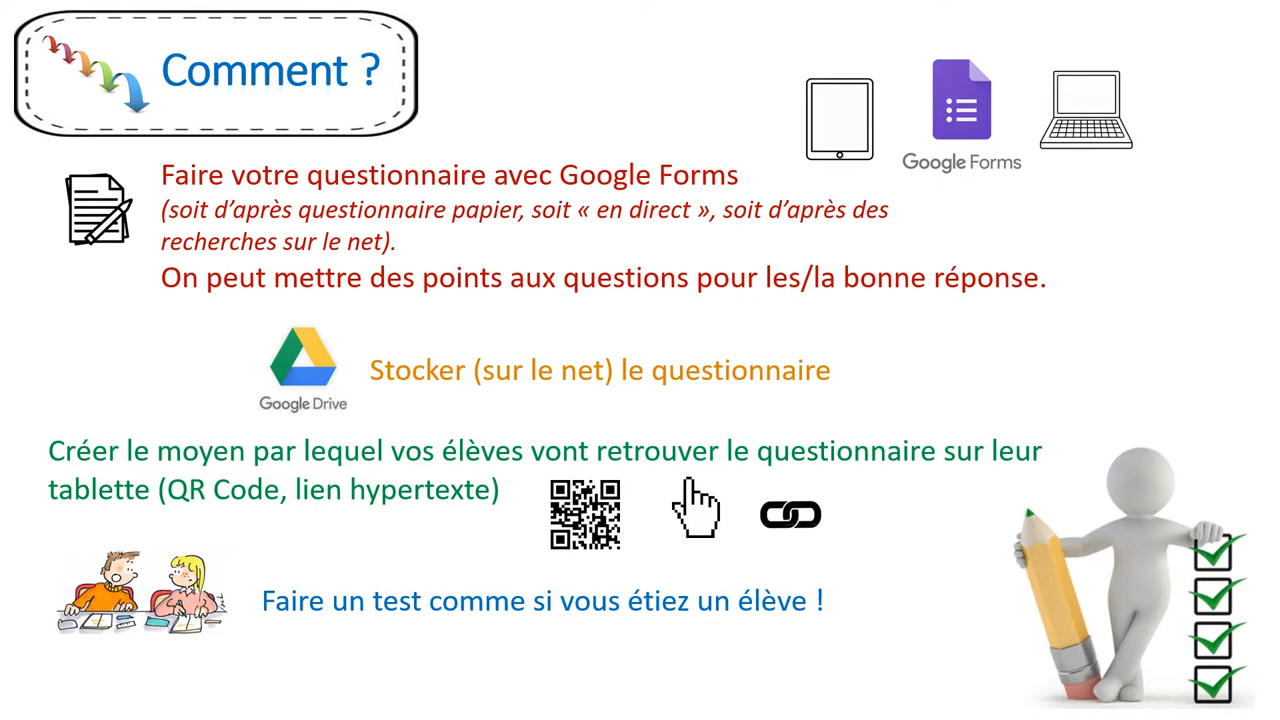 Comment ?
Google Forms
Faire votre questionnaire avec Google Forms
(soit d’après questionnaire papier, soit « en direct », soit d’après des
recherches sur le net).
On peut mettre des points aux questions pour les/la bonne réponse.
Stocker (sur le net) le questionnaire
Google Drive
Créer le moyen par lequel vos élèves vont retrouver le questionnaire sur leur
tablette (QR Code, lien hypertexte)
Faire un test comme si vous étiez un élève !